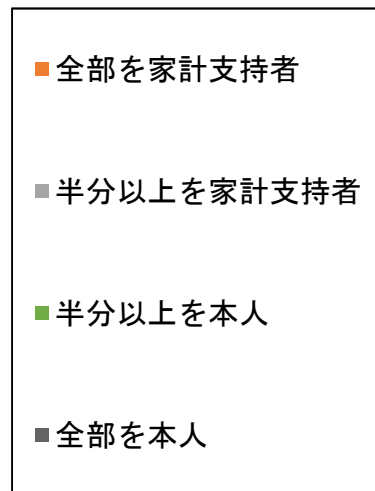 全部を家計支持者
半分以上を家計支持者
半分以上を本人
全部を本人